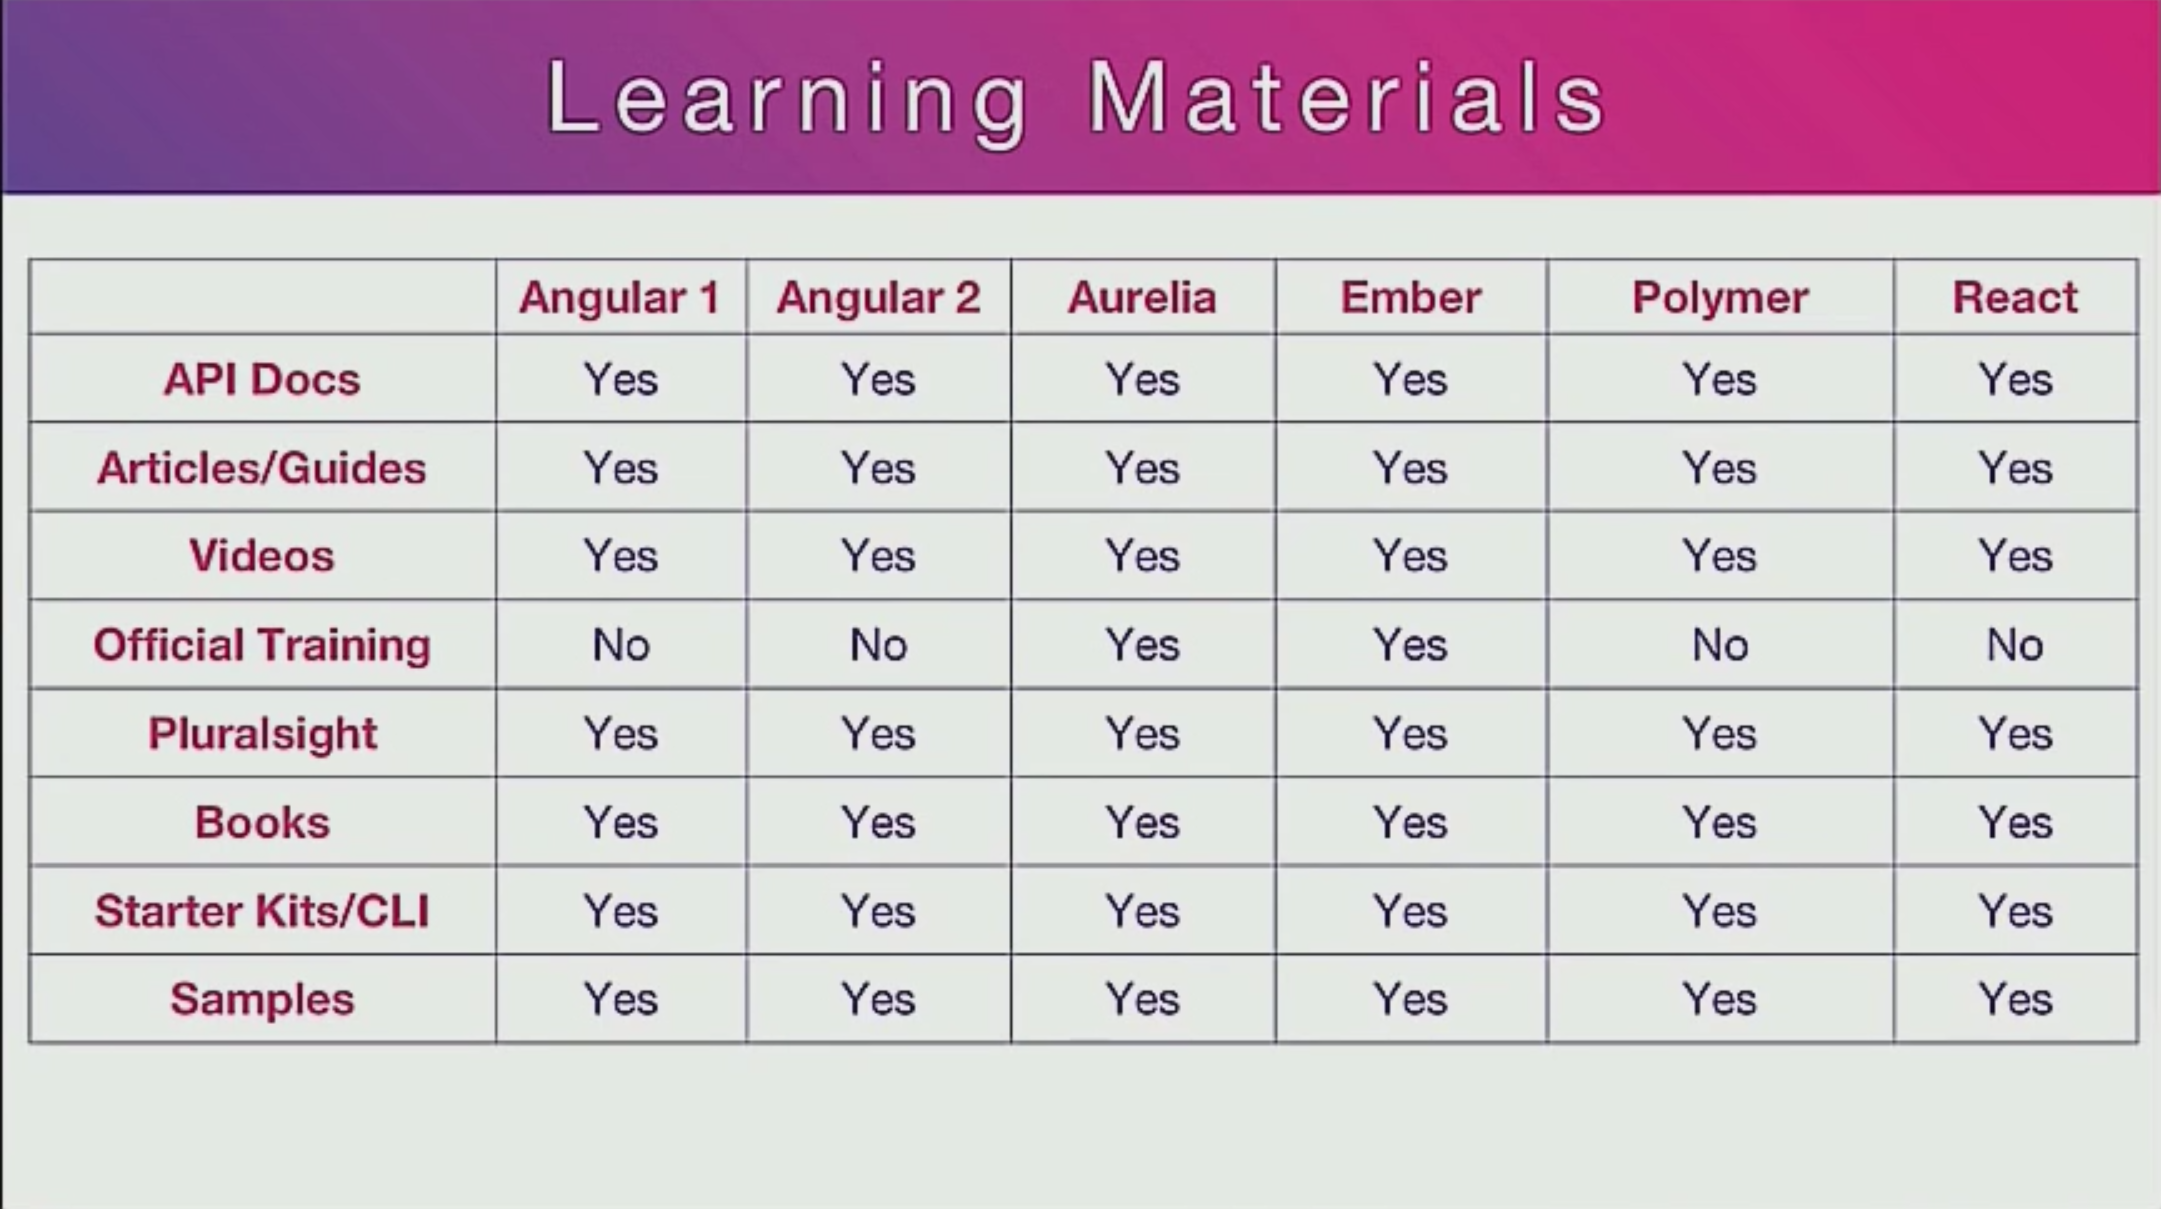 Learning Materials
Angular 1 Angular 2 Aurelia Ember Polymer React
API Docs Yes Yes Yes Yes Yes Yes
Articles/Guides Yes Yes Yes Yes Yes Yes
Videos Yes Yes Yes Yes Yes Yes
Official Training No No Yes Yes No No
Pluralsight Yes Yes Yes Yes Yes Yes
Books Yes Yes Yes Yes Yes Yes
Starter Kits/CLI Yes Yes Yes Yes Yes Yes
Samples Yes Yes Yes Yes Yes Yes